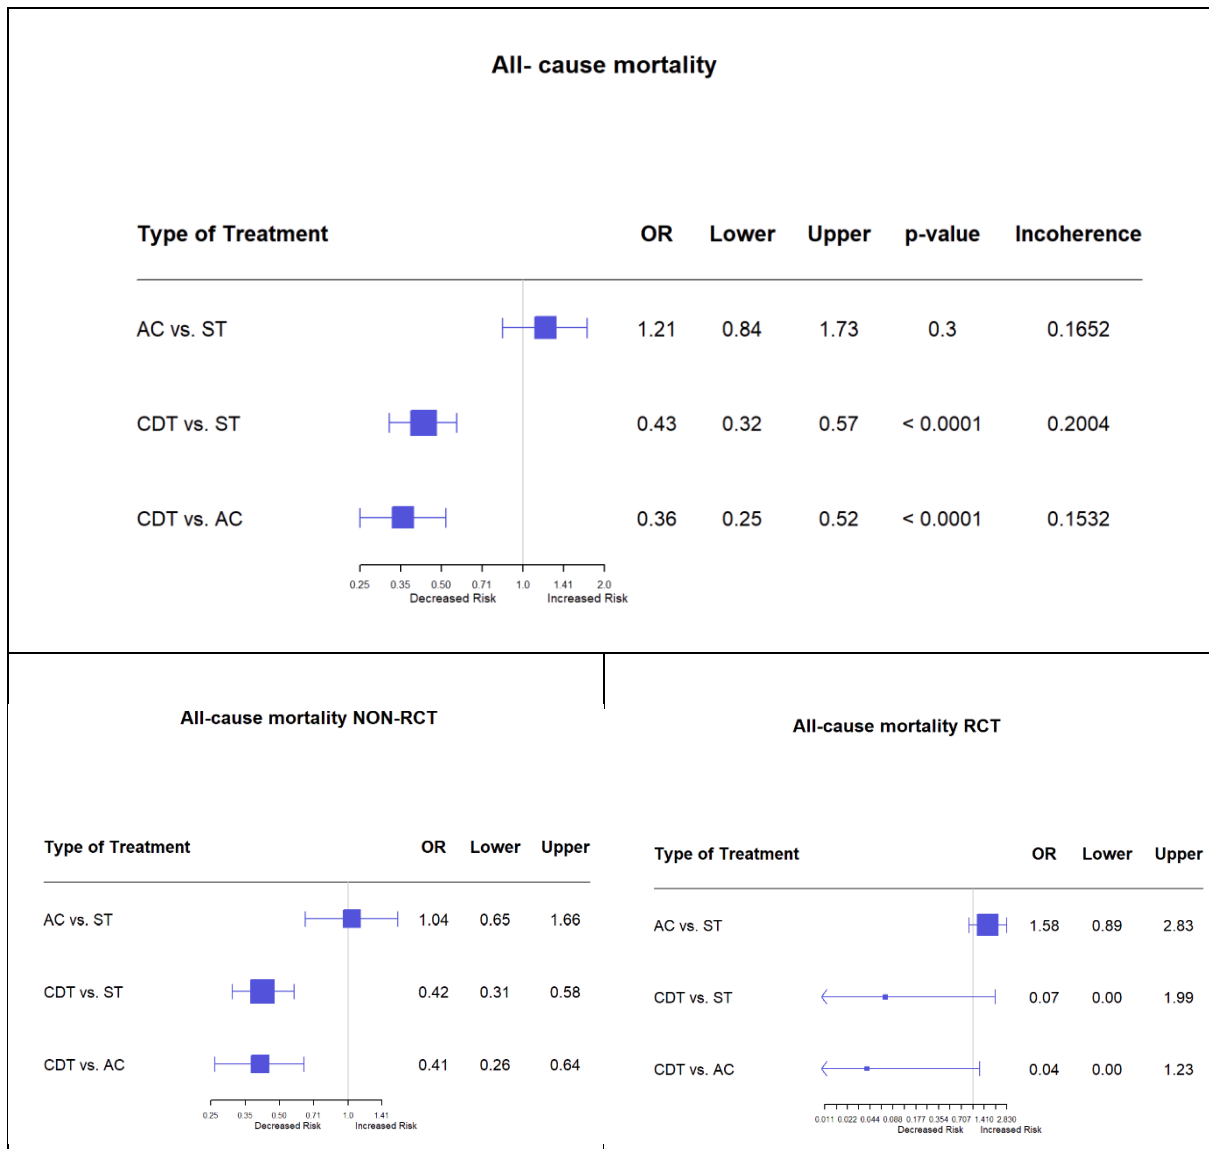 All- cause mortality
Type of Treatment OR Lower Upper p-value Incoherence
AC vs. ST 1.21 0.84 1.73 0.3 0.1652
CDT vs. ST 0.43 0.32 0.57 < 0.0001 0.2004
CDT vs. AC 0.36 0.25 0.52 < 0.0001 0.1532
0.25 0.35 0.50 0.71 1.0 1.41 2.0
Decreased Risk Increased Risk
All-cause mortality NON-RCT
Type of Treatment OR Lower Upper
AC vs. ST 1.04 0.65 1.66
CDT vs. ST 0.42 0.31 0.58
CDT vs. AC 0.41 0.26 0.64
0.25 0.35 0.50 0.71 1.0 1.41
Decreased Risk Increased Risk
All-cause mortality RCT
Type of Treatment OR Lower Upper
AC vs. ST 1.58 0.89 2.83
CDT vs. ST 0.07 0.00 1.99
CDT vs. AC 0.04 0.00 1.23
0.011 0.022 0.044 0.088 0.177 0.354 0.707 1.410 2.830
Decreased Risk Increased Risk